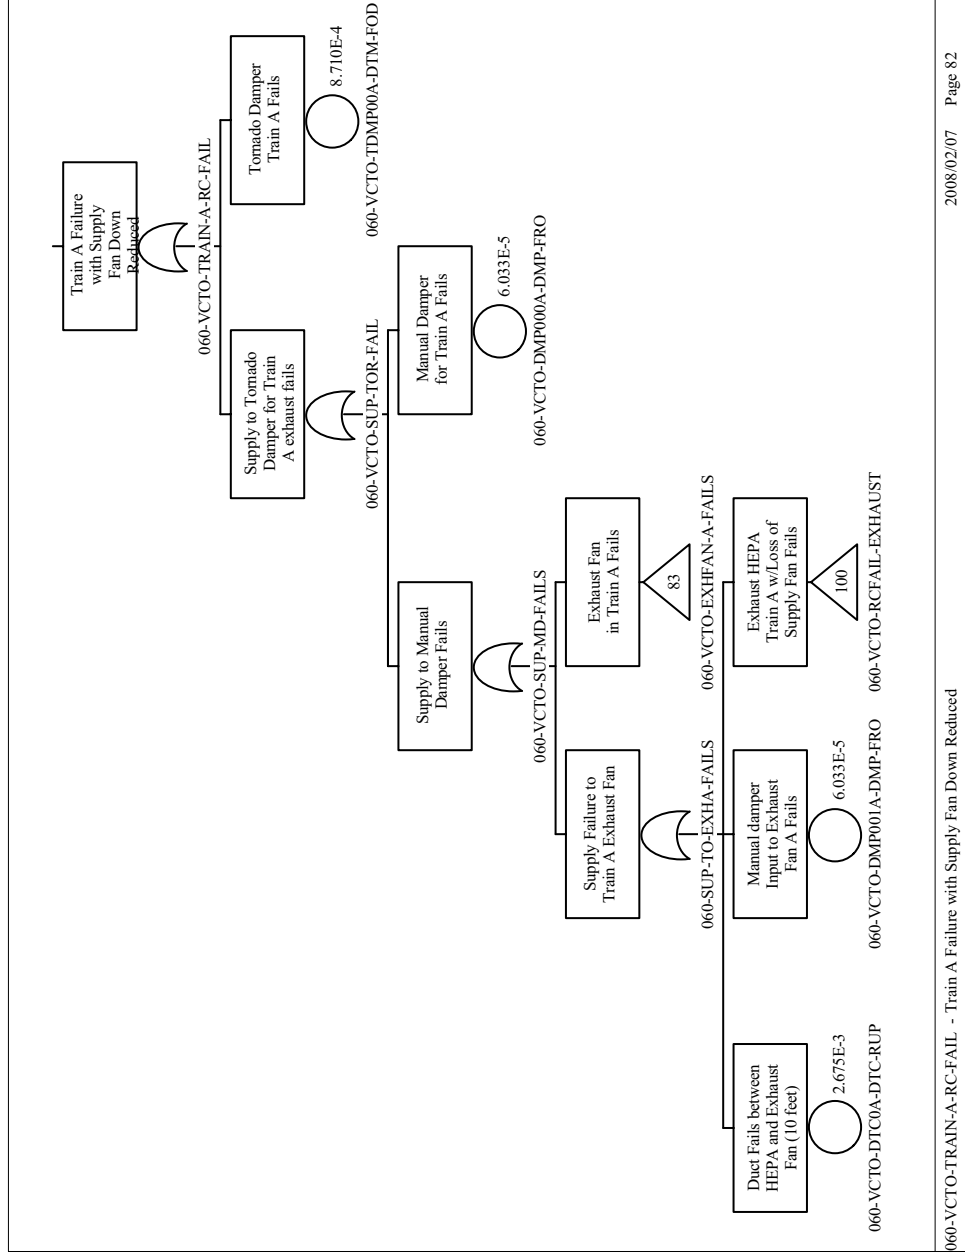 Train A Failure
with Supply
Fan Down
Reduced
060-VCTO-TRAIN-A-RC-FAIL
Supply to Tornado
Damper for Train
A exhaust fails
060-VCTO-SUP-TOR-FAIL
Tornado Damper
Train A Fails
8.710E-4
060-VCTO-TDMP00A-DTM-FOD
Supply to Manual
Damper Fails
060-VCTO-SUP-MD-FAILS
Manual Damper
for Train A Fails
6.033E-5
060-VCTO-DMP000A-DMP-FRO
Supply Failure to
Train A Exhaust Fan
060-SUP-TO-EXHA-FAILS
Exhaust Fan
in Train A Fails
83
060-VCTO-EXHFAN-A-FAILS
Duct Fails between
HEPA and Exhaust
Fan (10 feet)
2.675E-3
060-VCTO-DTC0A-DTC-RUP
Manual damper
Input to Exhaust
Fan A Fails
6.033E-5
060-VCTO-DMP001A-DMP-FRO
Exhaust HEPA
Train A w/Loss of
Supply Fan Fails
100
060-VCTO-RCFAIL-EXHAUST
060-VCTO-TRAIN-A-RC-FAIL - Train A Failure with Supply Fan Down Reduced
2008/02/07 Page 82